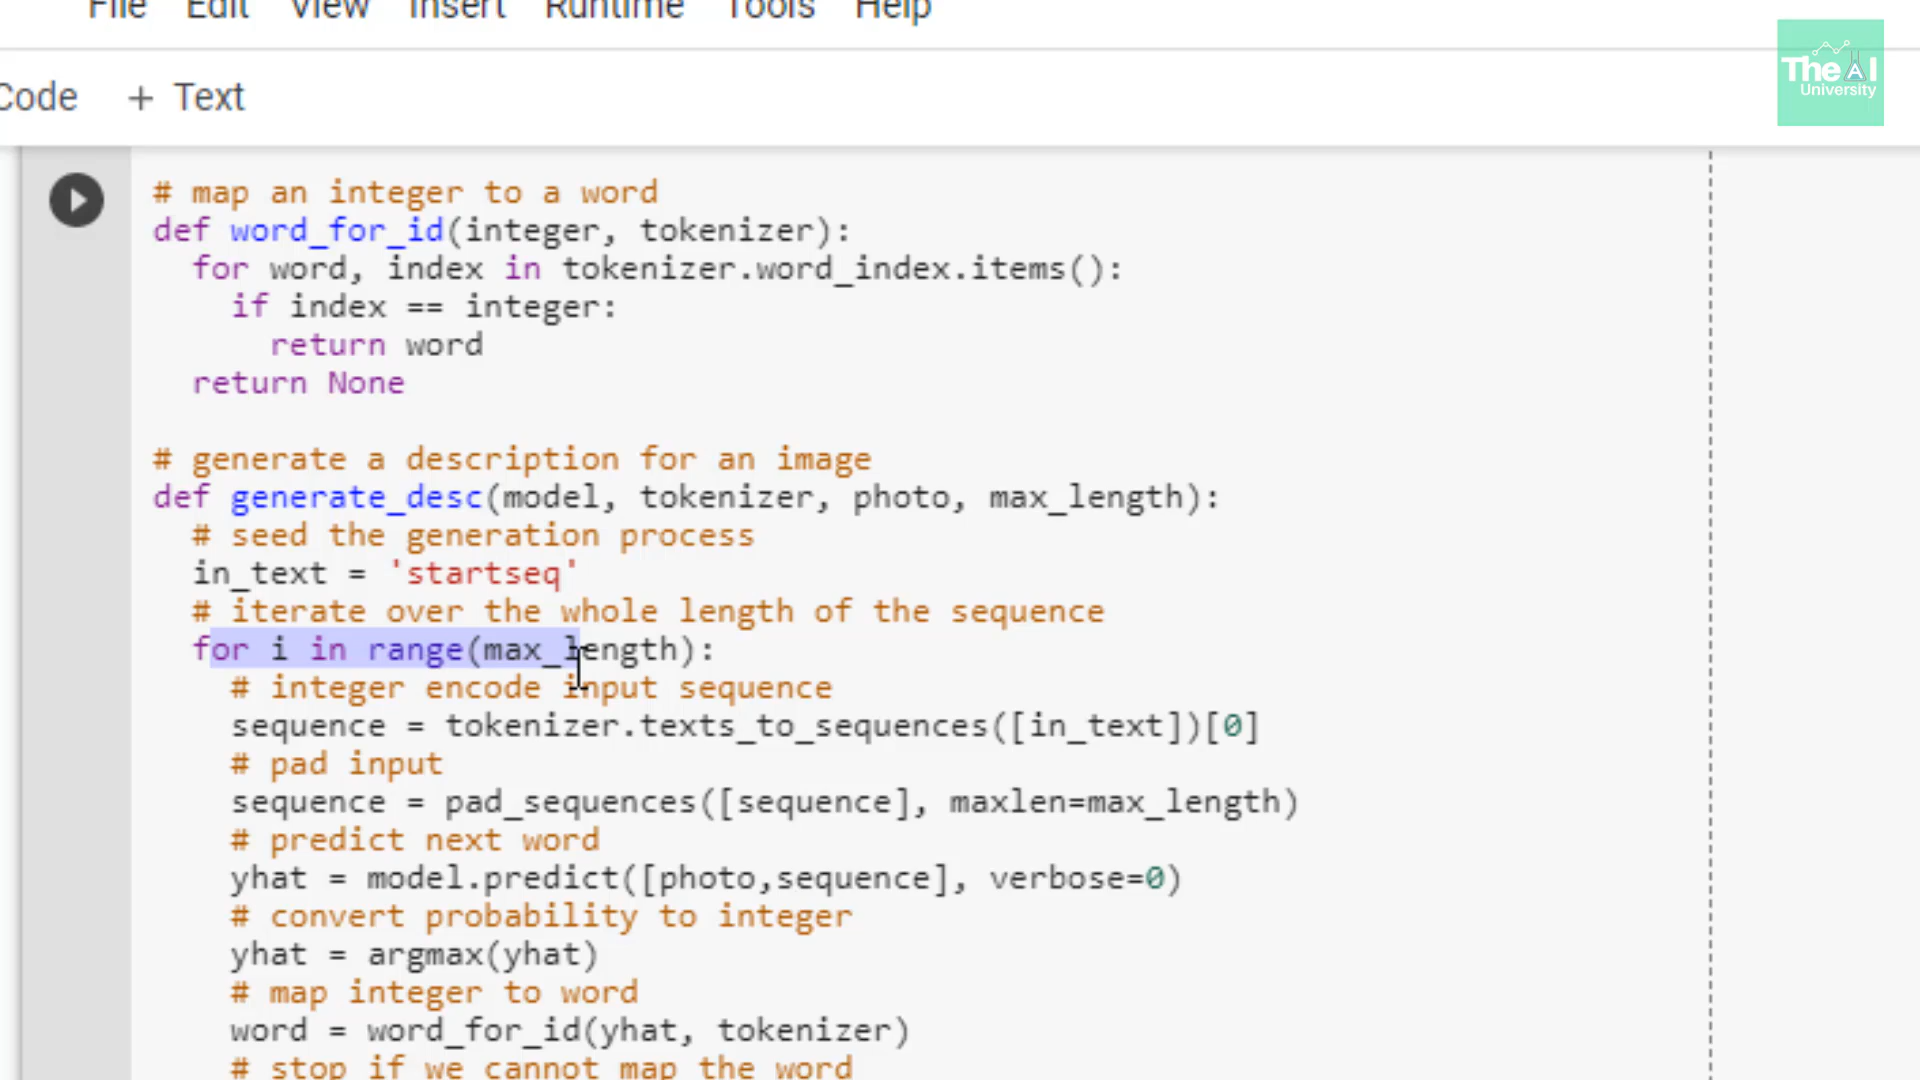 File Edit View Insert Runtime Tools Help
The AI
University
Code + Text
# map an integer to a word
def word_for_id(integer, tokenizer):
  for word, index in tokenizer.word_index.items():
    if index == integer:
      return word
  return None
# generate a description for an image
def generate_desc(model, tokenizer, photo, max_length):
  # seed the generation process
  in_text = 'startseq'
  # iterate over the whole length of the sequence
  for i in range(max_length):
    # integer encode input sequence
    sequence = tokenizer.texts_to_sequences([in_text])[0]
    # pad input
    sequence = pad_sequences([sequence], maxlen=max_length)
    # predict next word
    yhat = model.predict([photo,sequence], verbose=0)
    # convert probability to integer
    yhat = argmax(yhat)
    # map integer to word
    word = word_for_id(yhat, tokenizer)
    # stop if we cannot map the word